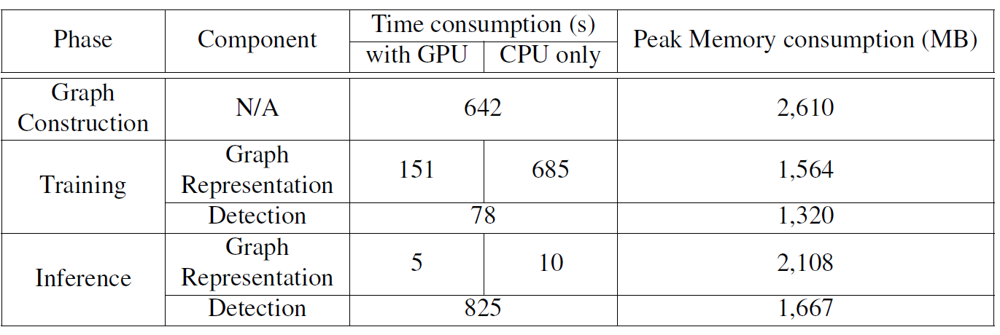 Phase Component Time consumption (s) Peak Memory consumption (MB)
with GPU CPU only
Graph
Construction N/A 642 2,610
Training Graph
Representation 151 685 1,564
Detection 78 1,320
Inference Graph
Representation 5 10 2,108
Detection 825 1,667